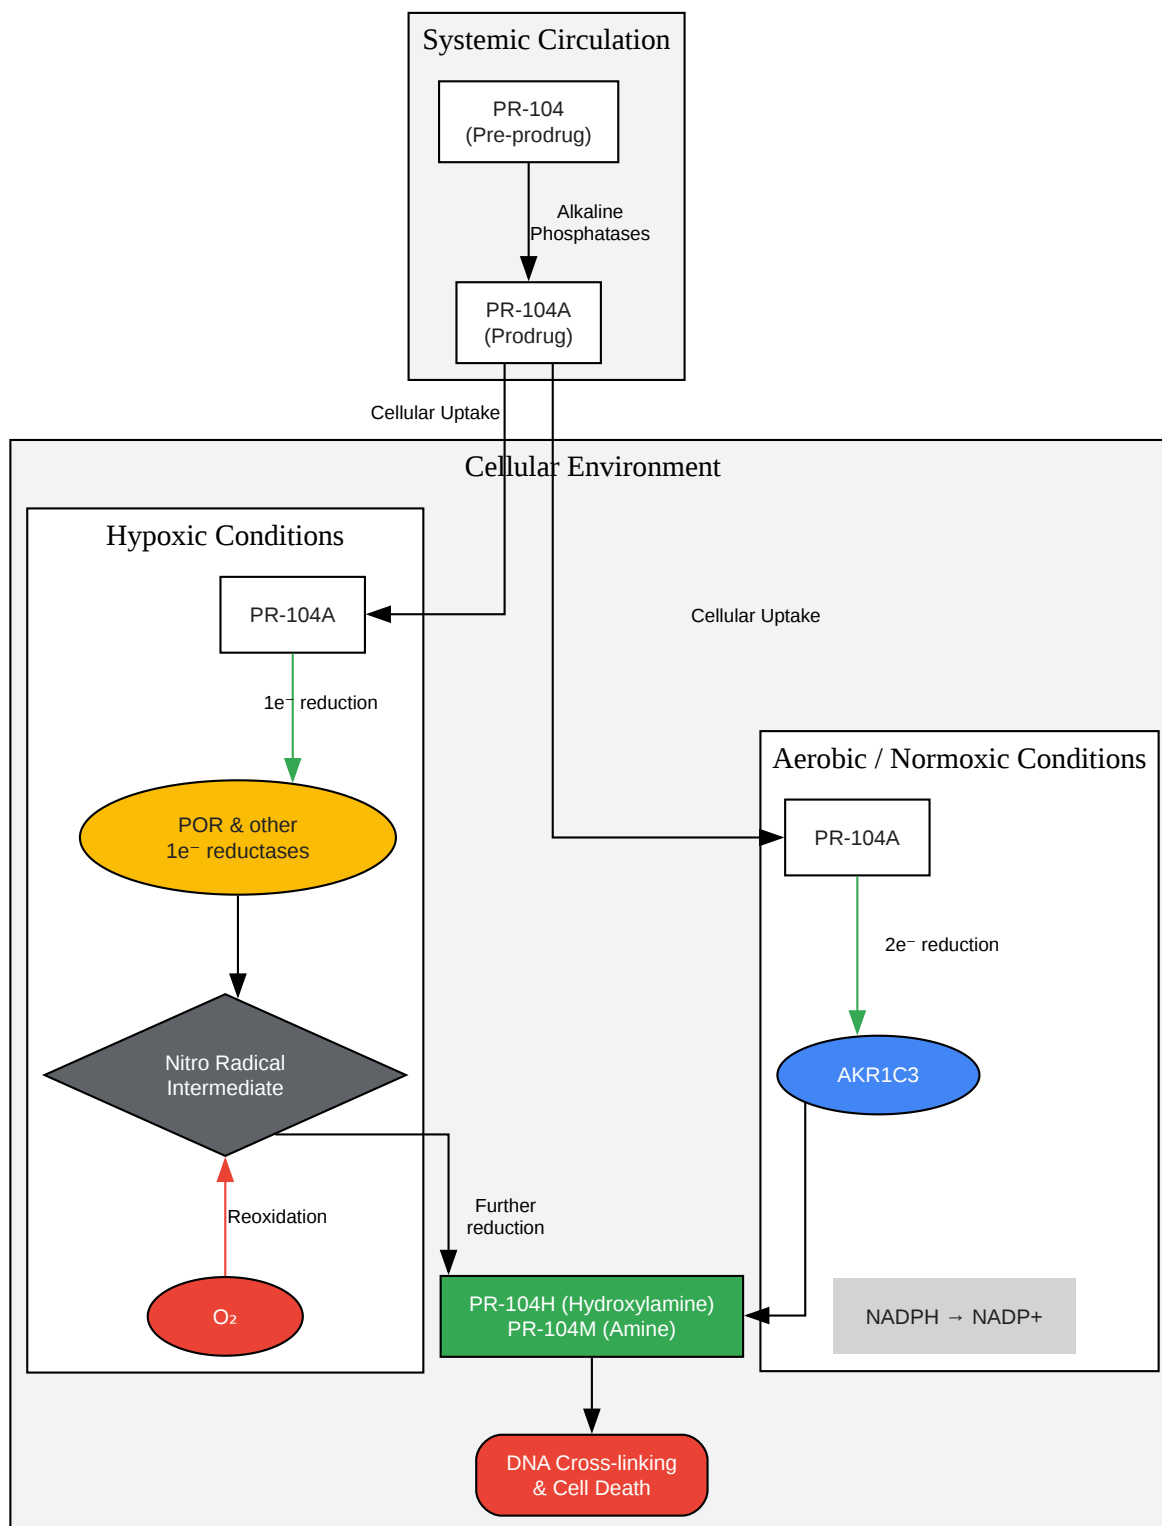 Systemic Circulation
PR-104
(Pre-prodrug)
Alkaline
Phosphatases
PR-104A
(Prodrug)
Cellular Uptake
Cellular Environment
Hypoxic Conditions
PR-104A
1e⁻ reduction
POR & other
1e⁻ reductases
Nitro Radical
Intermediate
Reoxidation
O₂
Further
reduction
Cellular Uptake
Aerobic / Normoxic Conditions
PR-104A
2e⁻ reduction
AKR1C3
NADPH → NADP+
PR-104H (Hydroxylamine)
PR-104M (Amine)
DNA Cross-linking
& Cell Death